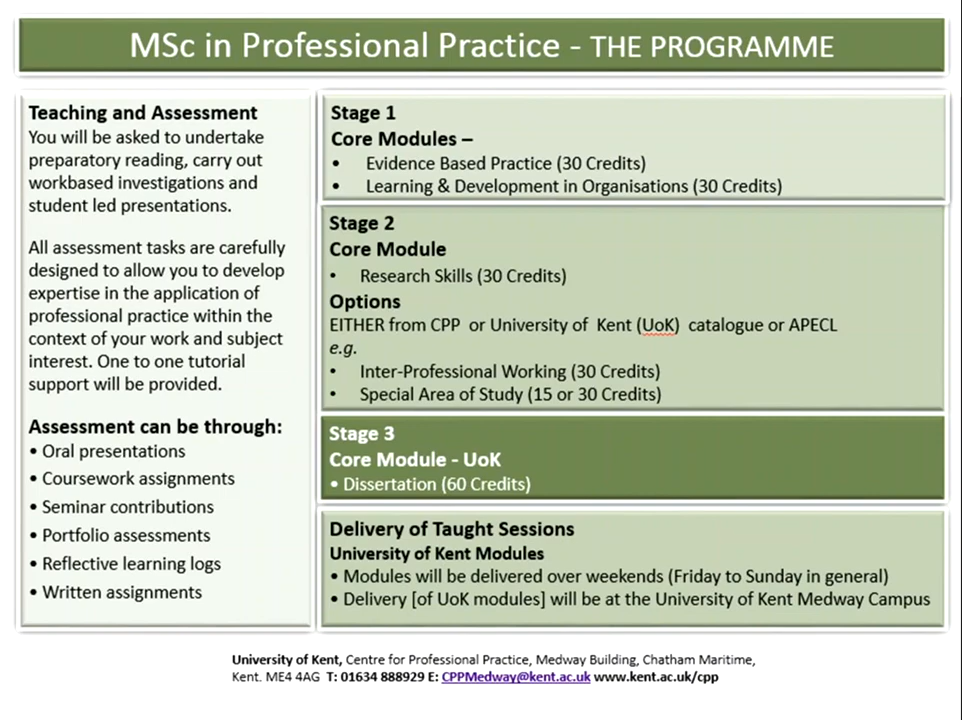 MSc in Professional Practice - THE PROGRAMME
Teaching and Assessment
You will be asked to undertake
preparatory reading, carry out
workbased investigations and
student led presentations.
All assessment tasks are carefully
designed to allow you to develop
expertise in the application of
professional practice within the
context of your work and subject
interest. One to one tutorial
support will be provided.
Assessment can be through:
• Oral presentations
• Coursework assignments
• Seminar contributions
• Portfolio assessments
• Reflective learning logs
• Written assignments
Stage 1
Core Modules –
• Evidence Based Practice (30 Credits)
• Learning & Development in Organisations (30 Credits)
Stage 2
Core Module
• Research Skills (30 Credits)
Options
EITHER from CPP or University of Kent (UoK) catalogue or APECL
e.g.
• Inter-Professional Working (30 Credits)
• Special Area of Study (15 or 30 Credits)
Stage 3
Core Module - UoK
• Dissertation (60 Credits)
Delivery of Taught Sessions
University of Kent Modules
• Modules will be delivered over weekends (Friday to Sunday in general)
• Delivery [of UoK modules] will be at the University of Kent Medway Campus
University of Kent, Centre for Professional Practice, Medway Building, Chatham Maritime,
Kent. ME4 4AG T: 01634 888929 E: CPPMedway@kent.ac.uk www.kent.ac.uk/cpp